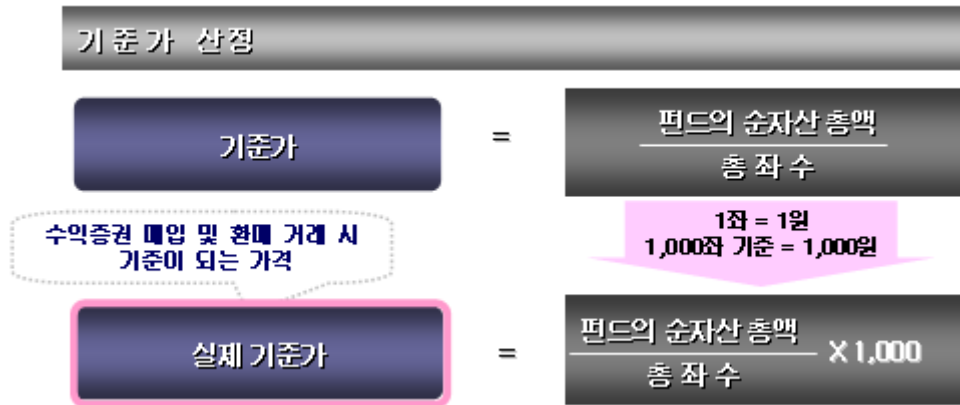 기 준 가 산 정
기준가 = 펀드의 순자산 총액
총 좌 수
수익증권 매입 및 환매 거래 시
기준이 되는 가격
1좌 = 1원
1,000좌 기준 = 1,000원
실제 기준가 = 펀드의 순자산 총액
총 좌 수
X 1,000